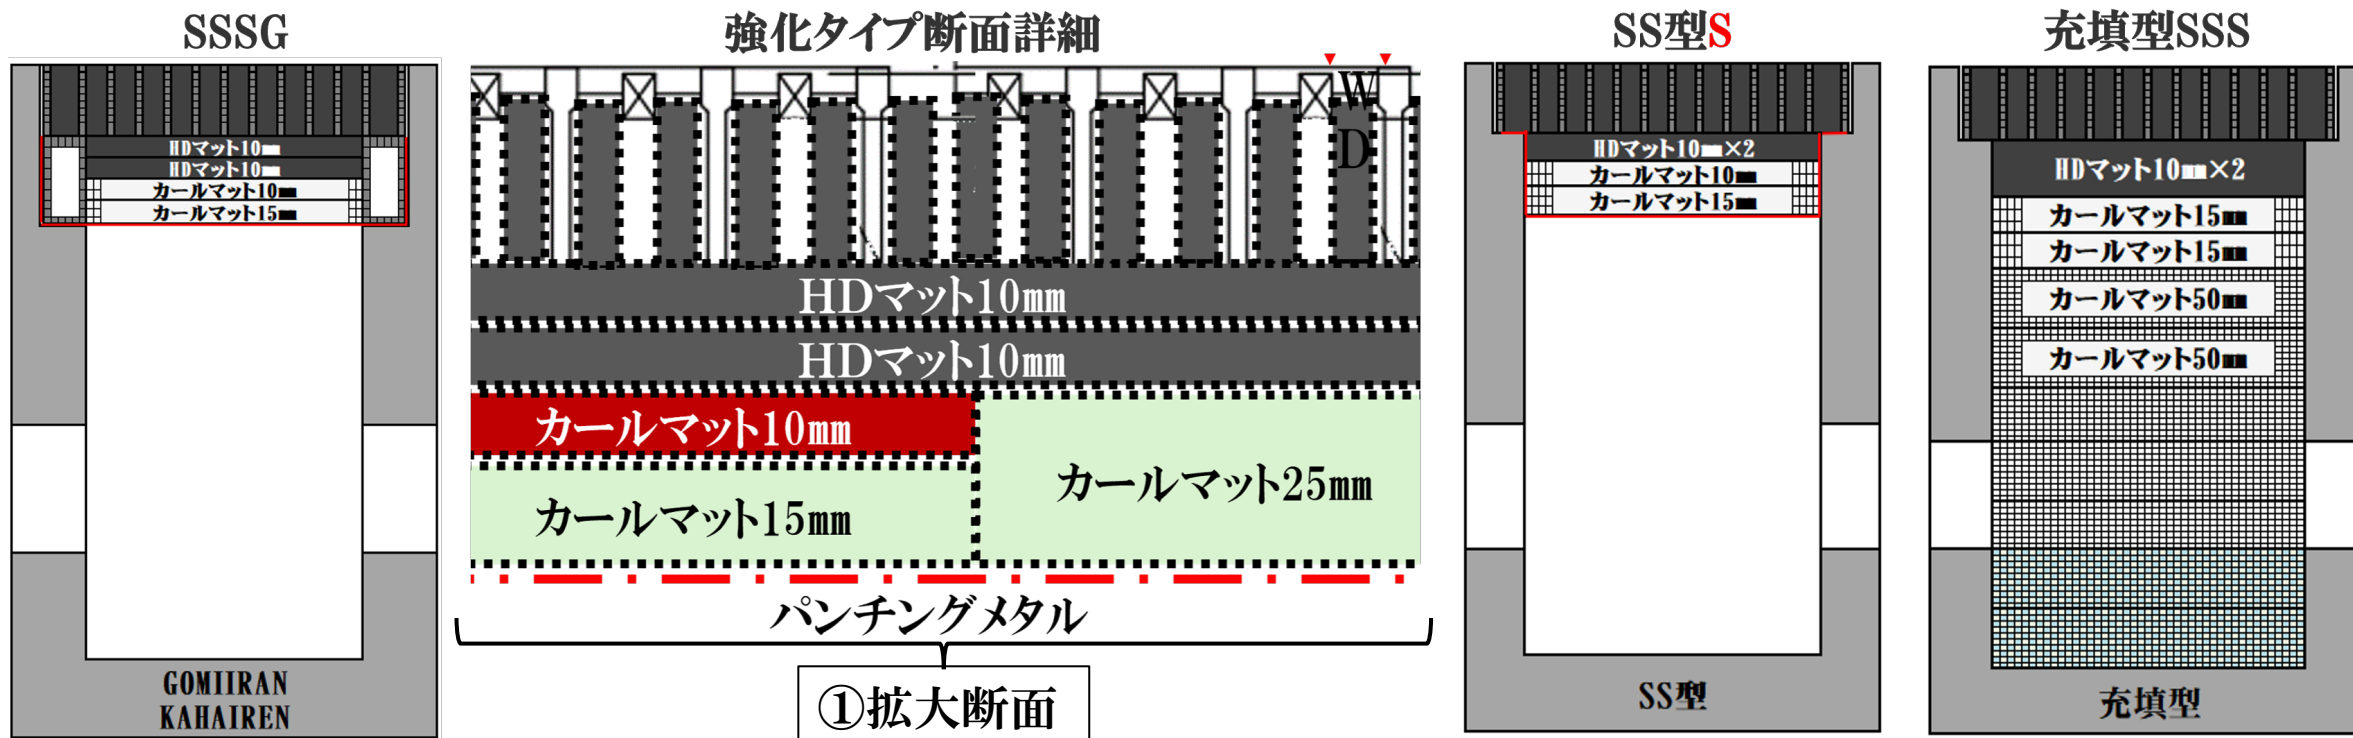 SSSG
HDマット10㎜
HDマット10㎜
カールマット10㎜
カールマット15㎜
GOMIIRAN
KAHAIREN
強化タイプ断面詳細
W
D
HDマット10㎜
HDマット10㎜
カールマット10㎜
カールマット15㎜
カールマット25㎜
パンチングメタル
①拡大断面
SS型S
HDマット10㎜×2
カールマット10㎜
カールマット15㎜
SS型
充填型SSS
HDマット10㎜×2
カールマット15㎜
カールマット15㎜
カールマット50㎜
カールマット50㎜
充填型